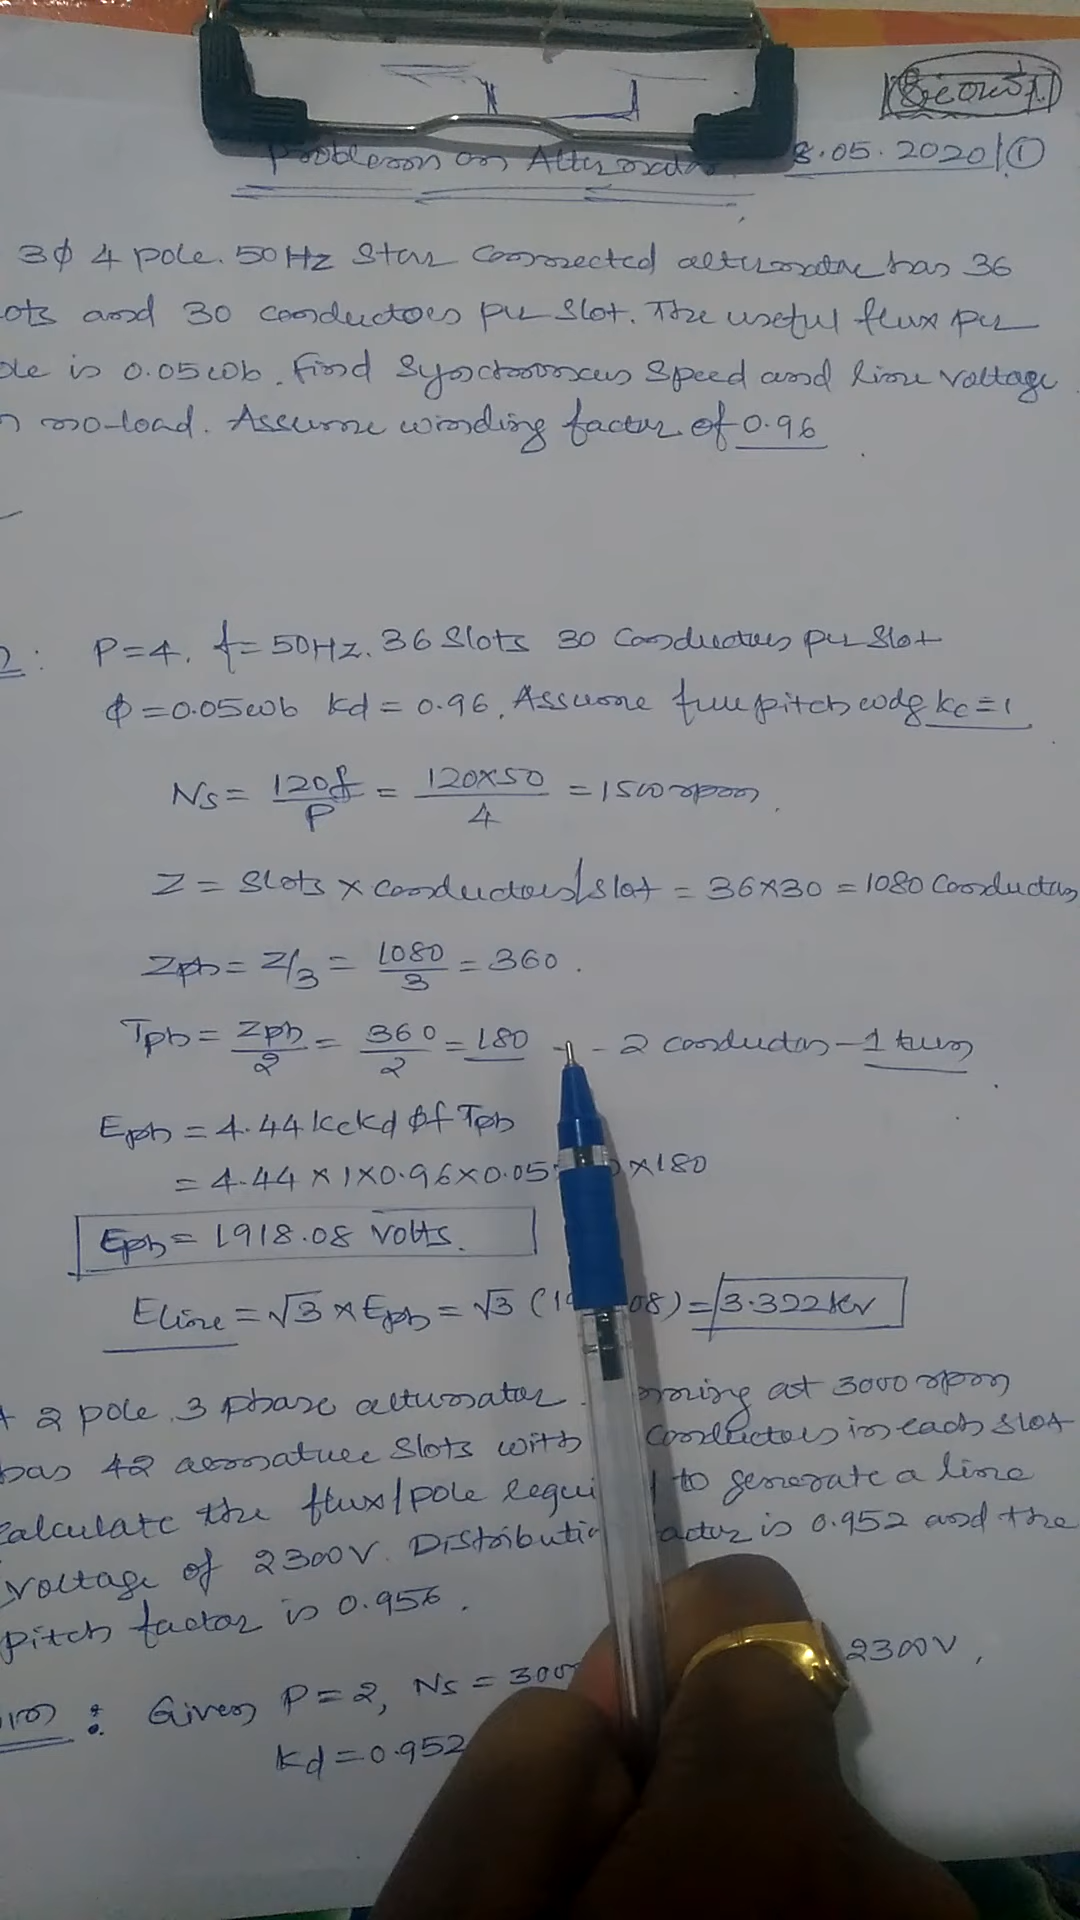 Problems on Alternator 8.05.2020/①
3φ 4 pole. 50Hz Star Connected alternator has 36
ots and 30 conductors per slot. The useful flux per
ole is 0.05wb. Find Synchronous Speed and line voltage
n no-load. Assume winding factor of 0.96
P=4. f=50Hz. 36 Slots 30 Conductors per slot
Φ=0.05wb Kd=0.96. Assume full pitch wdg Kc=1
Ns = 120f/P = 120×50/4 = 1500rpm.
Z = Slots × conductors/slot = 36×30 = 1080 Conductors
Zph = Z/3 = 1080/3 = 360.
Tph = Zph/2 = 360/2 = 180 - - 2 conductors - 1 turn
Eph = 4.44 KcKd Φf Tph
= 4.44 × 1×0.96×0.05 ×180
Eph = 1918.08 volts.
Eline = √3 × Eph = √3 (19 08) = 3.322kv
A 2 pole. 3 phase alternator nning at 3000 rpm
has 42 armature slots with conductors in each slot
Calculate the flux/pole requi to generate a line
voltage of 2300V. Distributi actor is 0.952 and the
pitch factor is 0.956.
: Given P=2, Ns = 300 2300V,
Kd=0.952